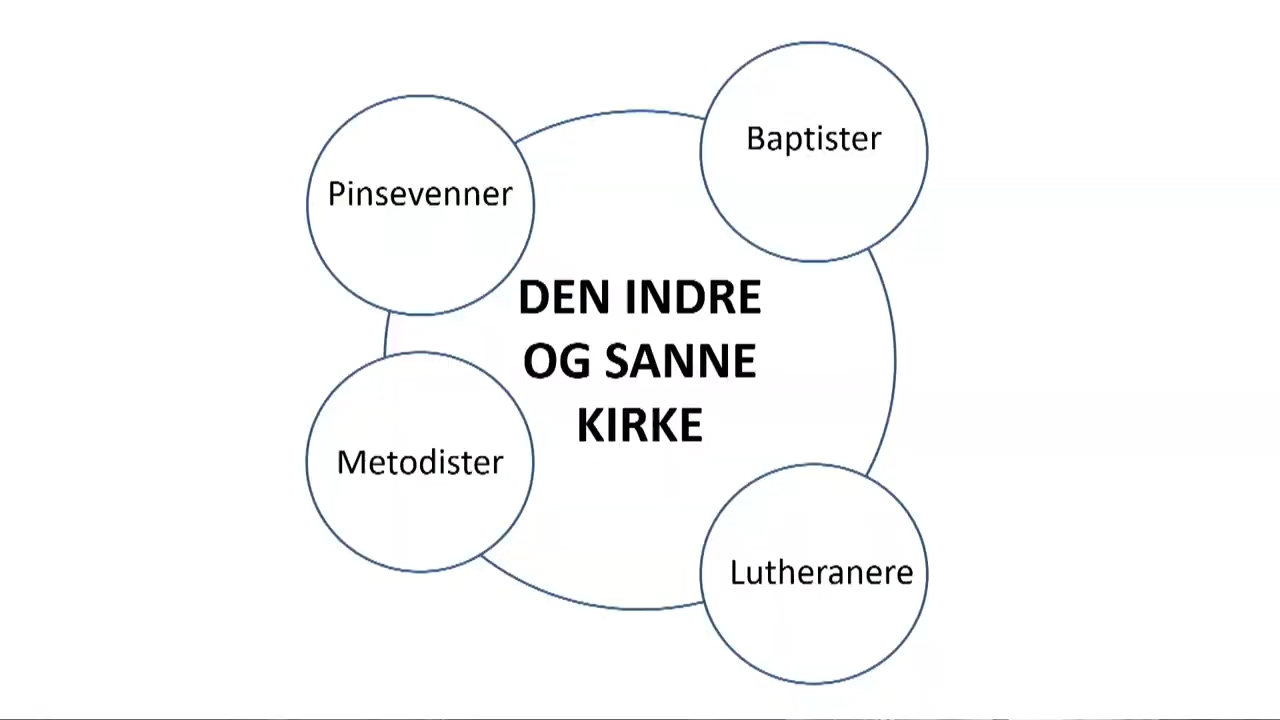 Baptister
Pinsevenner
DEN INDRE
OG SANNE
KIRKE
Metodister
Lutheranere